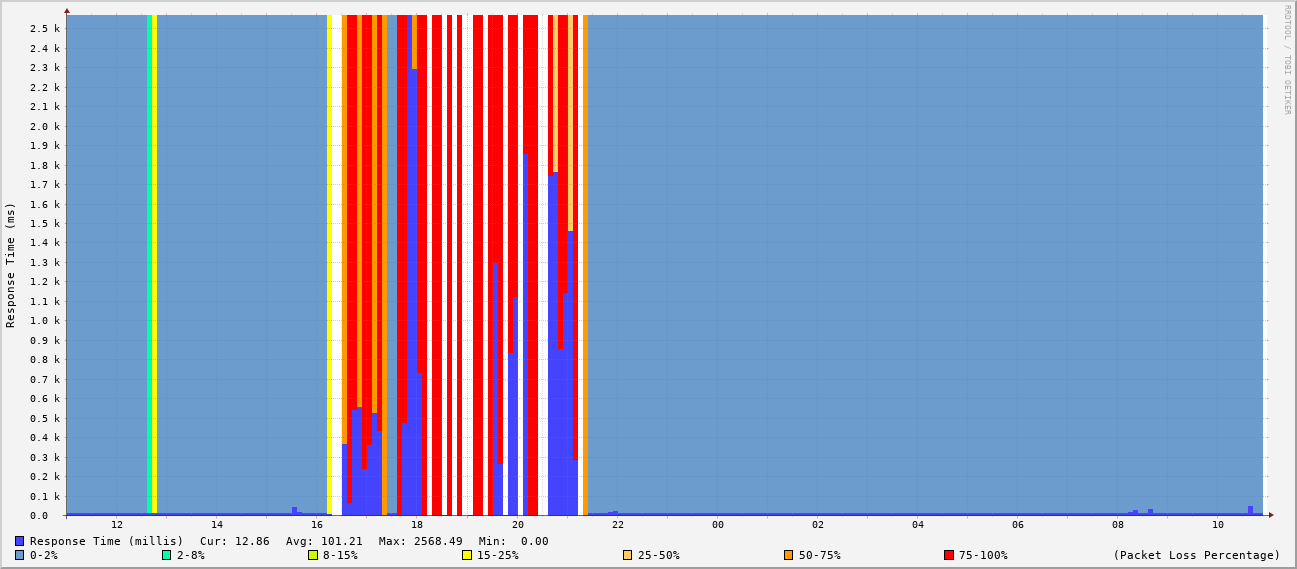 RRDTOOL / TOBI OETIKER
Response Time (ms)
2.5 k
2.4 k
2.3 k
2.2 k
2.1 k
2.0 k
1.9 k
1.8 k
1.7 k
1.6 k
1.5 k
1.4 k
1.3 k
1.2 k
1.1 k
1.0 k
0.9 k
0.8 k
0.7 k
0.6 k
0.5 k
0.4 k
0.3 k
0.2 k
0.1 k
0.0
12 14 16 18 20 22 00 02 04 06 08 10
Response Time (millis) Cur: 12.86 Avg: 101.21 Max: 2568.49 Min: 0.00
0-2% 2-8% 8-15% 15-25% 25-50% 50-75% 75-100% (Packet Loss Percentage)